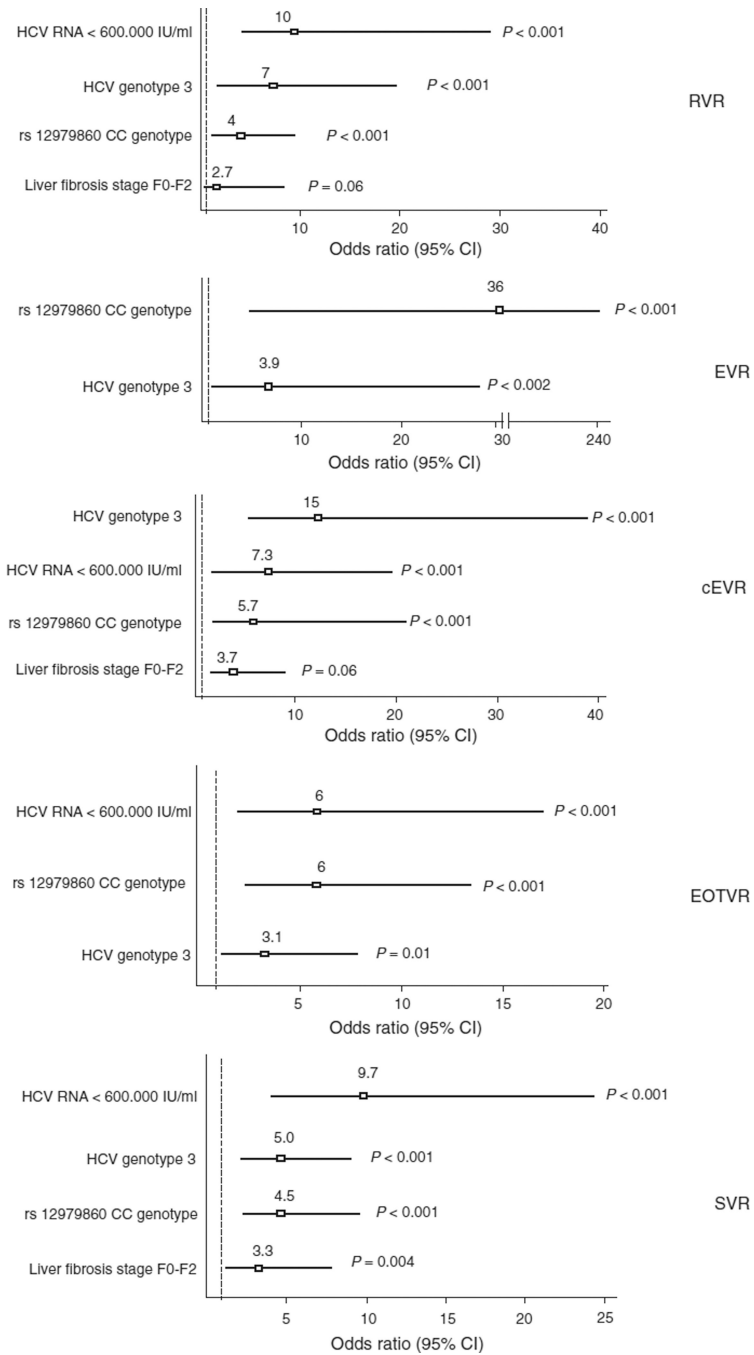 10
HCV RNA < 600.000 IU/ml P < 0.001
7
HCV genotype 3 P < 0.001
RVR
4
rs 12979860 CC genotype P < 0.001
2.7
Liver fibrosis stage F0-F2 P = 0.06
10 20 30 40
Odds ratio (95% CI)
36
rs 12979860 CC genotype P < 0.001
3.9
EVR
HCV genotype 3 P < 0.002
10 20 30 240
Odds ratio (95% CI)
15
HCV genotype 3 P < 0.001
7.3
HCV RNA < 600.000 IU/ml P < 0.001
cEVR
5.7
rs 12979860 CC genotype P < 0.001
3.7
Liver fibrosis stage F0-F2 P = 0.06
10 20 30 40
Odds ratio (95% CI)
6
HCV RNA < 600.000 IU/ml P < 0.001
6
rs 12979860 CC genotype P < 0.001
EOTVR
3.1
HCV genotype 3 P = 0.01
5 10 15 20
Odds ratio (95% CI)
9.7
HCV RNA < 600.000 IU/ml P < 0.001
5.0
HCV genotype 3 P < 0.001
4.5
SVR
rs 12979860 CC genotype P < 0.001
3.3
Liver fibrosis stage F0-F2 P = 0.004
5 10 15 20 25
Odds ratio (95% CI)